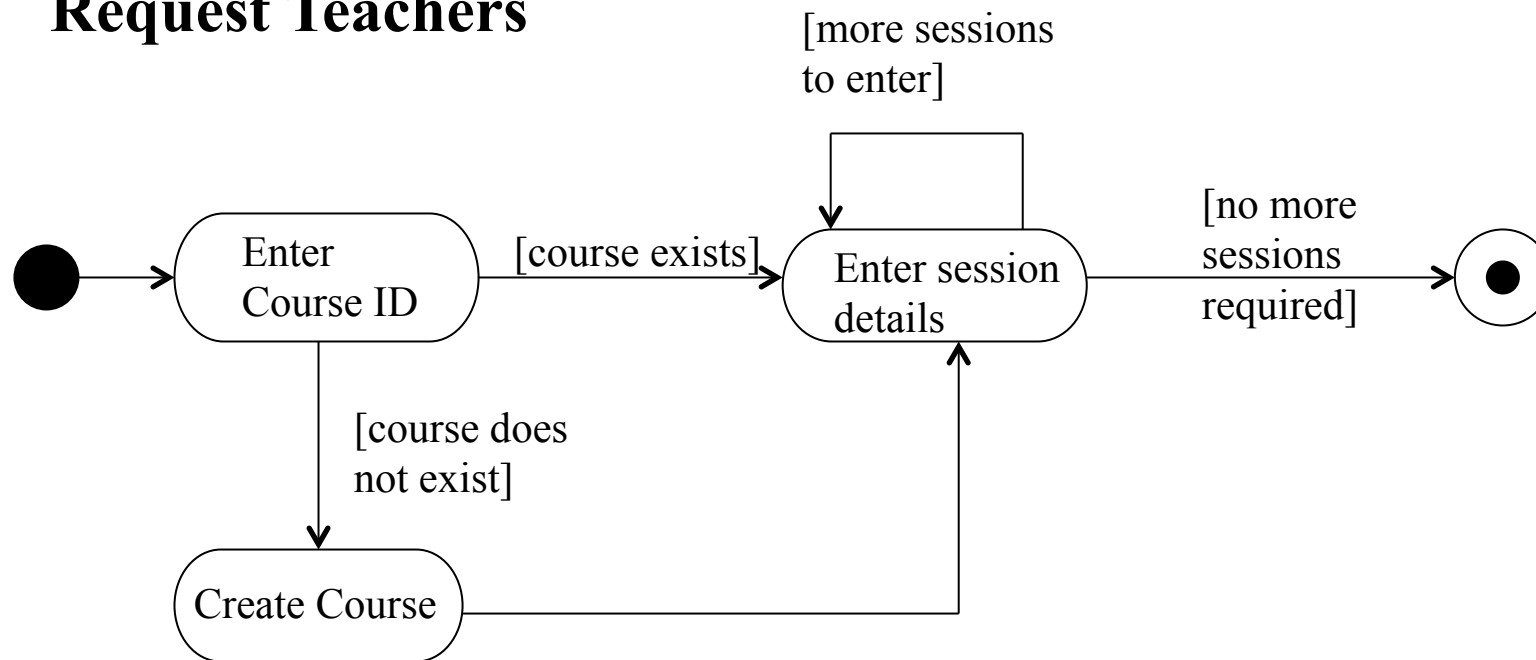 Request Teachers
[more sessions
to enter]
Enter
Course ID
[course exists]
Enter session
details
[no more
sessions
required]
[course does
not exist]
Create Course